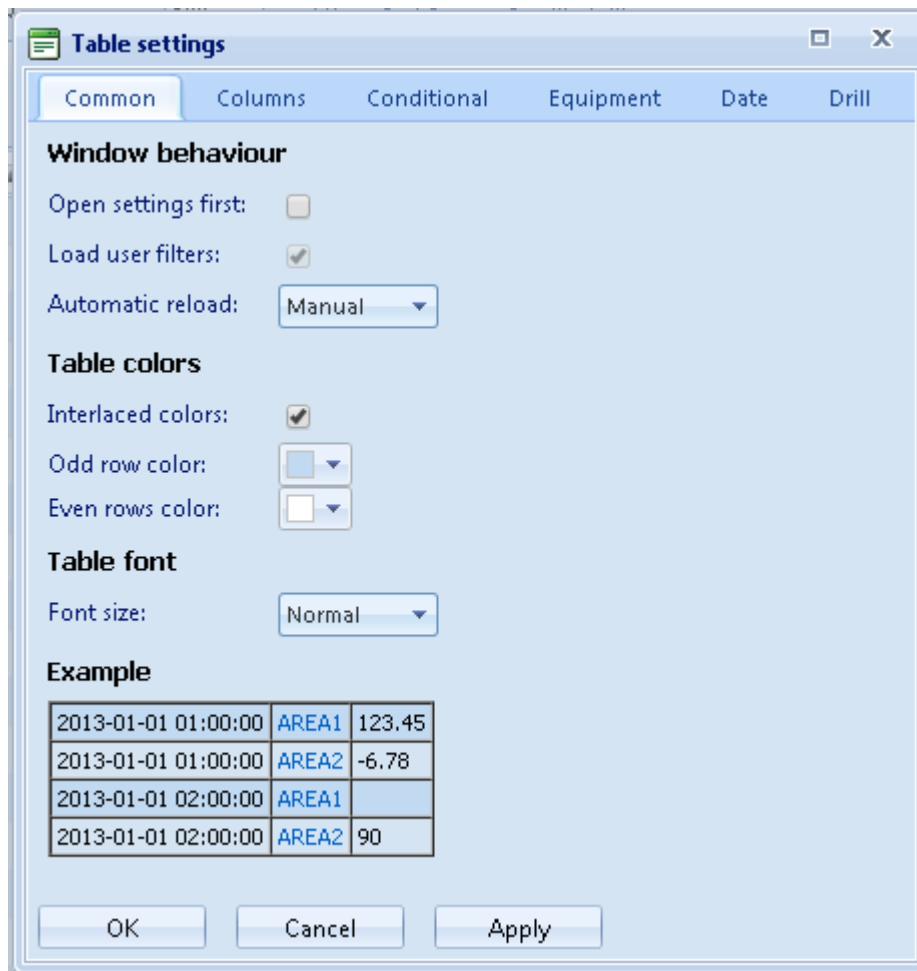 Table settings
Common Columns Conditional Equipment Date Drill
Window behaviour
Open settings first:
Load user filters:
Automatic reload: Manual
Table colors
Interlaced colors:
Odd row color:
Even rows color:
Table font
Font size: Normal
Example
2013-01-01 01:00:00 AREA1 123.45
2013-01-01 01:00:00 AREA2 -6.78
2013-01-01 02:00:00 AREA1
2013-01-01 02:00:00 AREA2 90
OK Cancel Apply